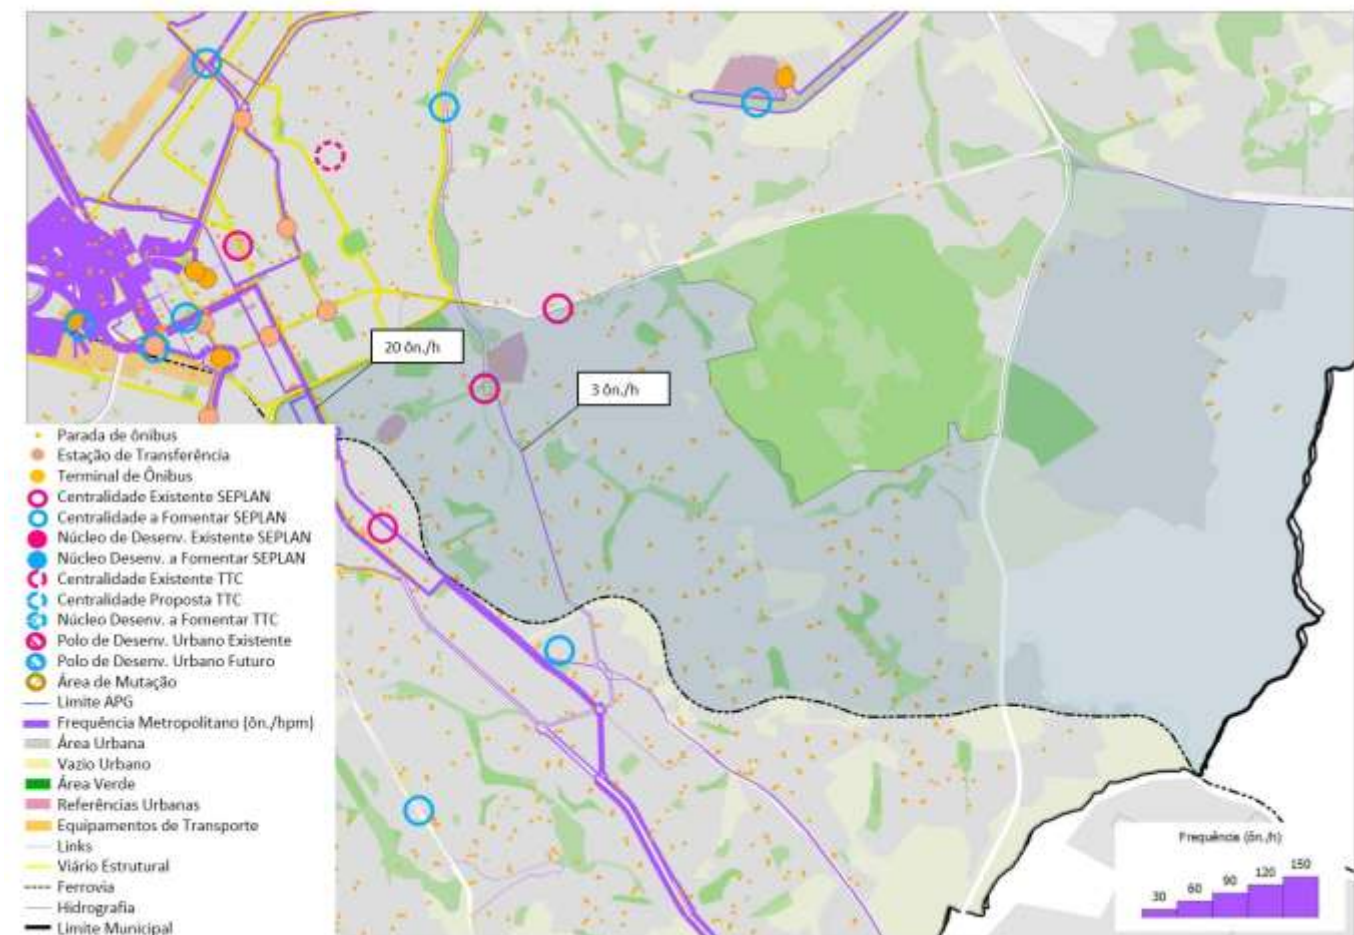 20 ôn./h
3 ôn./h
Parada de ônibus
Estação de Transferência
Terminal de Ônibus
Centralidade Existente SEPLAN
Centralidade a Fomentar SEPLAN
Núcleo de Desenv. Existente SEPLAN
Núcleo Desenv. a Fomentar SEPLAN
Centralidade Existente TTC
Centralidade Proposta TTC
Núcleo Desenv. a Fomentar TTC
Polo de Desenv. Urbano Existente
Polo de Desenv. Urbano Futuro
Área de Mutação
Limite APG
Frequência Metropolitano (ôn./hpm)
Área Urbana
Vazio Urbano
Área Verde
Referências Urbanas
Equipamentos de Transporte
Links
Viário Estrutural
Ferrovia
Hidrografia
Limite Municipal
Frequência (ôn./h)
30 60 90 120 150